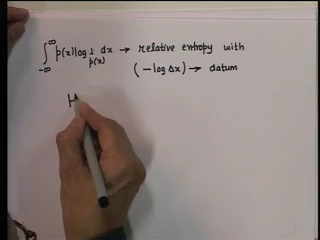 ∫_{-∞}^{∞} p(x) log 1/p(x) dx → relative entropy with
(− log Δx) → datum
H